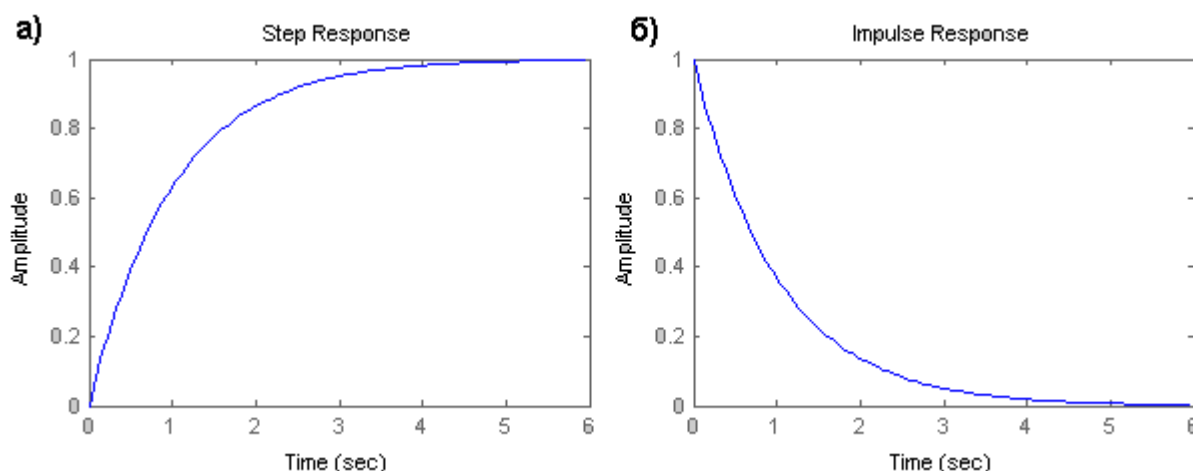 а)
Step Response
Amplitude
1
0.8
0.6
0.4
0.2
0
0 1 2 3 4 5 6
Time (sec)
б)
Impulse Response
Amplitude
1
0.8
0.6
0.4
0.2
0
0 1 2 3 4 5 6
Time (sec)